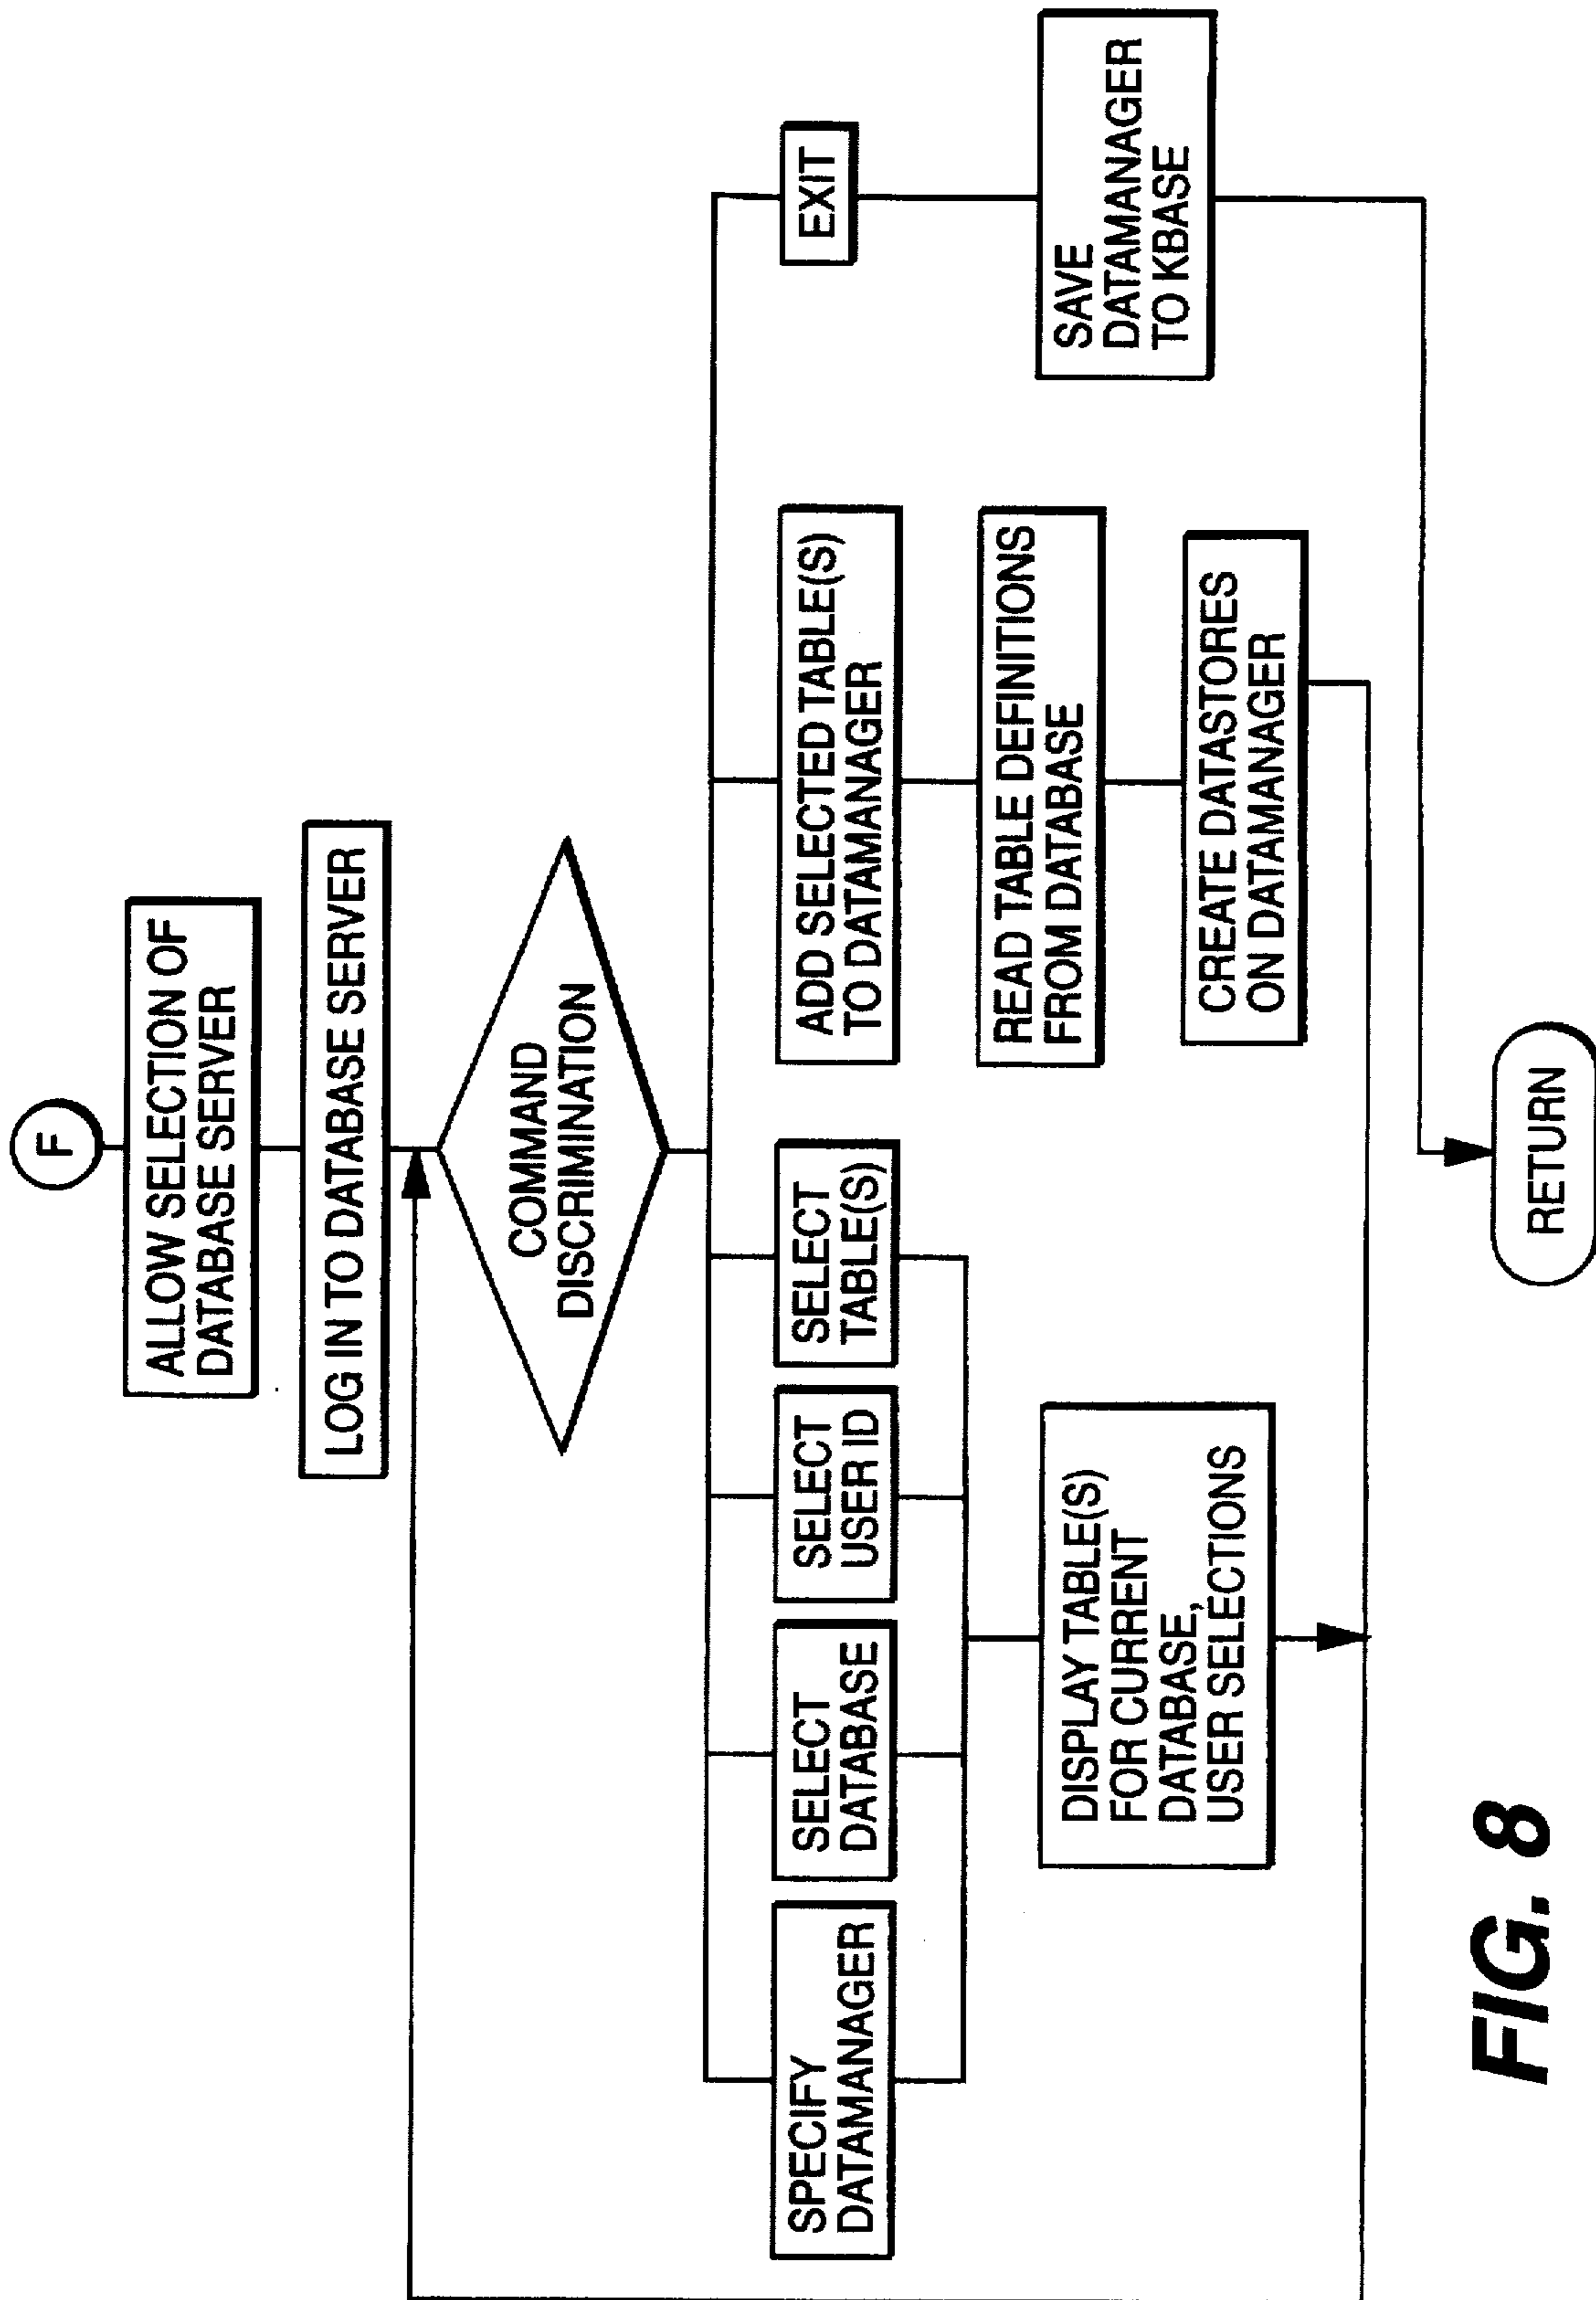 F
ALLOW SELECTION OF
DATABASE SERVER
LOG IN TO DATABASE SERVER
COMMAND
DISCRIMINATION
SPECIFY
DATAMANAGER
SELECT
DATABASE
SELECT
USER ID
SELECT
TABLE(S)
ADD SELECTED TABLE(S)
TO DATAMANAGER
EXIT
READ TABLE DEFINITIONS
FROM DATABASE
DISPLAY TABLE(S)
FOR CURRENT
DATABASE,
USER SELECTIONS
CREATE DATASTORES
ON DATAMANAGER
SAVE
DATAMANAGER
TO KBASE
RETURN
FIG. 8